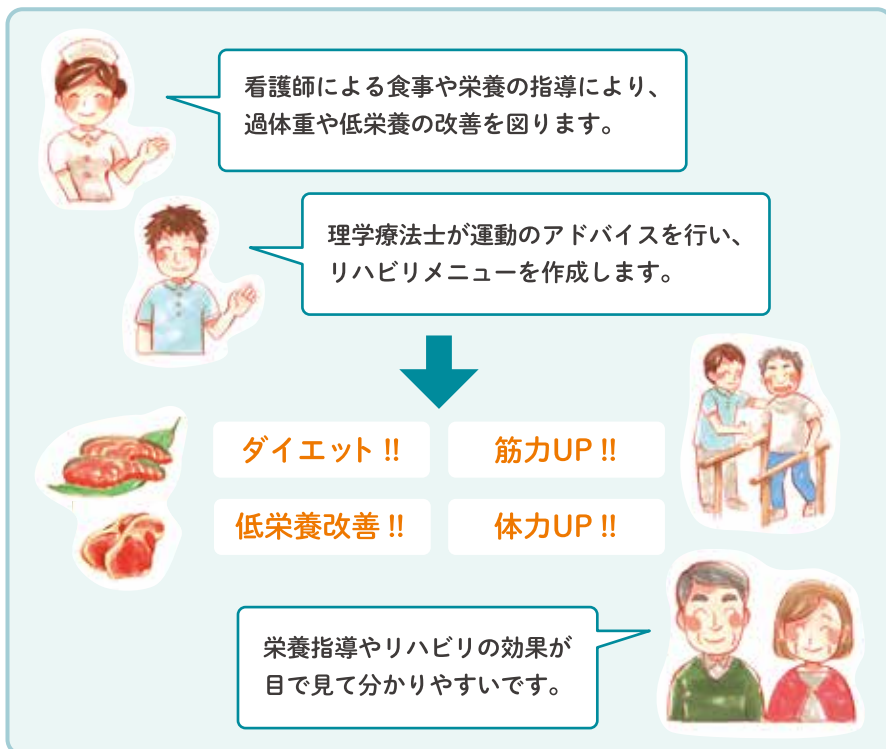 看護師による食事や栄養の指導により、
過体重や低栄養の改善を図ります。
理学療法士が運動のアドバイスを行い、
リハビリメニューを作成します。
ダイエット!!
筋力UP!!
低栄養改善!!
体力UP!!
栄養指導やリハビリの効果が
目で見て分かりやすいです。